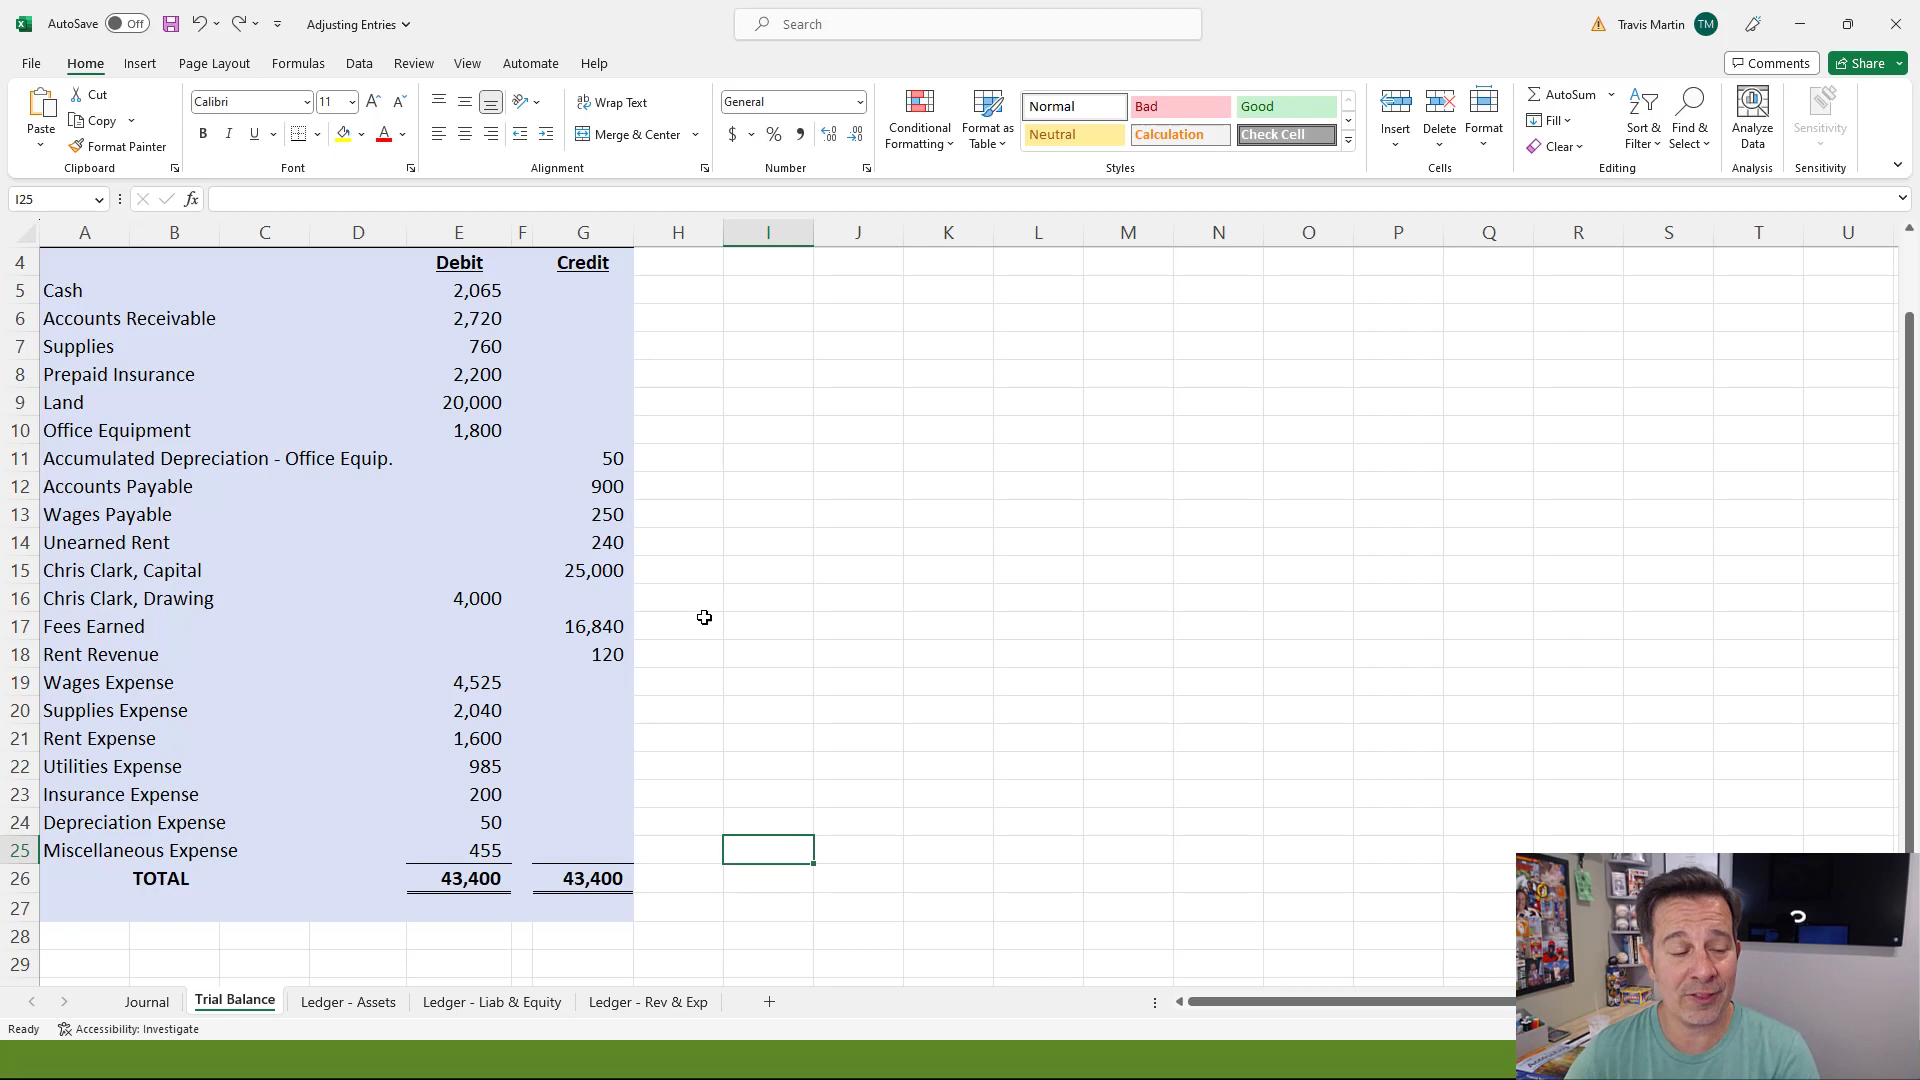 AutoSave Off Adjusting Entries Search Travis Martin TM
File Home Insert Page Layout Formulas Data Review View Automate Help Comments Share
Paste Cut Copy Format Painter Clipboard
Calibri 11 B I U A Font
ab Wrap Text Merge & Center Alignment
General $ % , Number
Conditional Formatting Format as Table Normal Bad Good Neutral Calculation Check Cell Styles
Insert Delete Format Cells
AutoSum Fill Clear Sort & Filter Find & Select Editing
Analyze Data Analysis
Sensitivity Sensitivity
I25 fx
A B C D E F G H I J K L M N O P Q R S T U
4 Debit Credit
5 Cash 2,065
6 Accounts Receivable 2,720
7 Supplies 760
8 Prepaid Insurance 2,200
9 Land 20,000
10 Office Equipment 1,800
11 Accumulated Depreciation - Office Equip. 50
12 Accounts Payable 900
13 Wages Payable 250
14 Unearned Rent 240
15 Chris Clark, Capital 25,000
16 Chris Clark, Drawing 4,000
17 Fees Earned 16,840
18 Rent Revenue 120
19 Wages Expense 4,525
20 Supplies Expense 2,040
21 Rent Expense 1,600
22 Utilities Expense 985
23 Insurance Expense 200
24 Depreciation Expense 50
25 Miscellaneous Expense 455
26 TOTAL 43,400 43,400
27
28
29
Journal Trial Balance Ledger - Assets Ledger - Liab & Equity Ledger - Rev & Exp
Ready Accessibility: Investigate